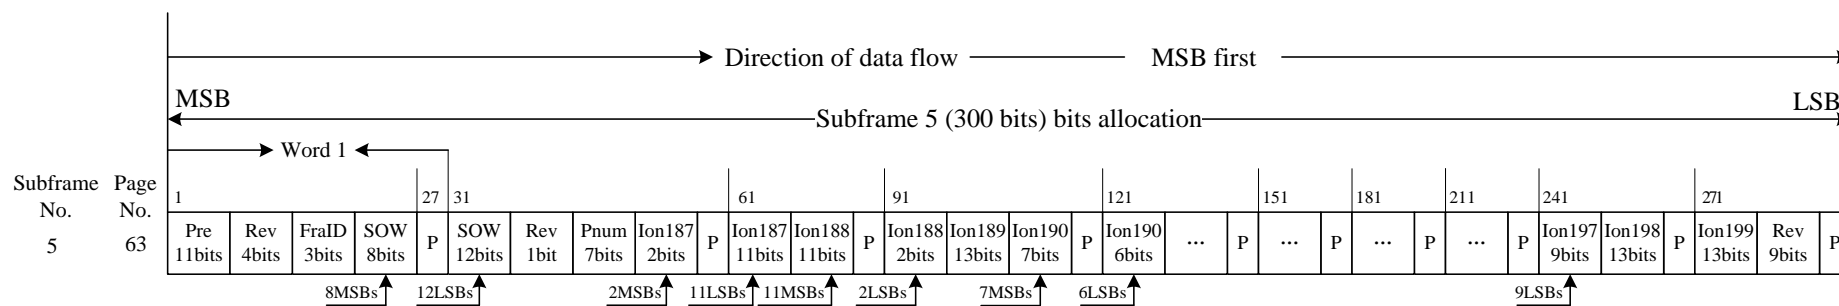 Direction of data flow MSB first
MSB LSB
Subframe 5 (300 bits) bits allocation
Word 1
Subframe No. Page No. 1 27 31 61 91 121 151 181 211 241 271
5 63 Pre 11bits Rev 4bits FraID 3bits SOW 8bits P SOW 12bits Rev 1bit Pnum 7bits Ion187 2bits P Ion187 11bits Ion188 11bits P Ion188 2bits Ion189 13bits Ion190 7bits P Ion190 6bits ... P ... P ... P ... P Ion197 9bits Ion198 13bits P Ion199 13bits Rev 9bits P
8MSBs 12LSBs 2MSBs 11LSBs 11MSBs 2LSBs 7MSBs 6LSBs 9LSBs